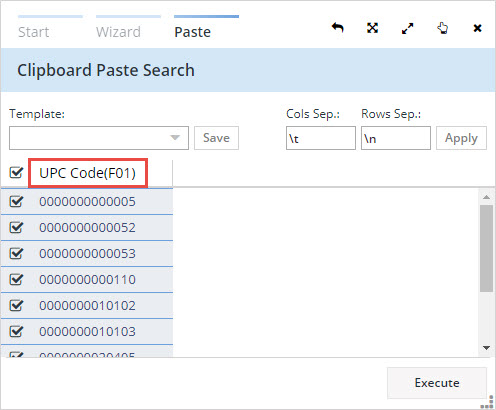 Start Wizard Paste
Clipboard Paste Search
Template: Cols Sep.: Rows Sep.:
Save \t \n Apply
UPC Code(F01)
0000000000005
0000000000052
0000000000053
0000000000110
0000000010102
0000000010103
0000000020405
Execute